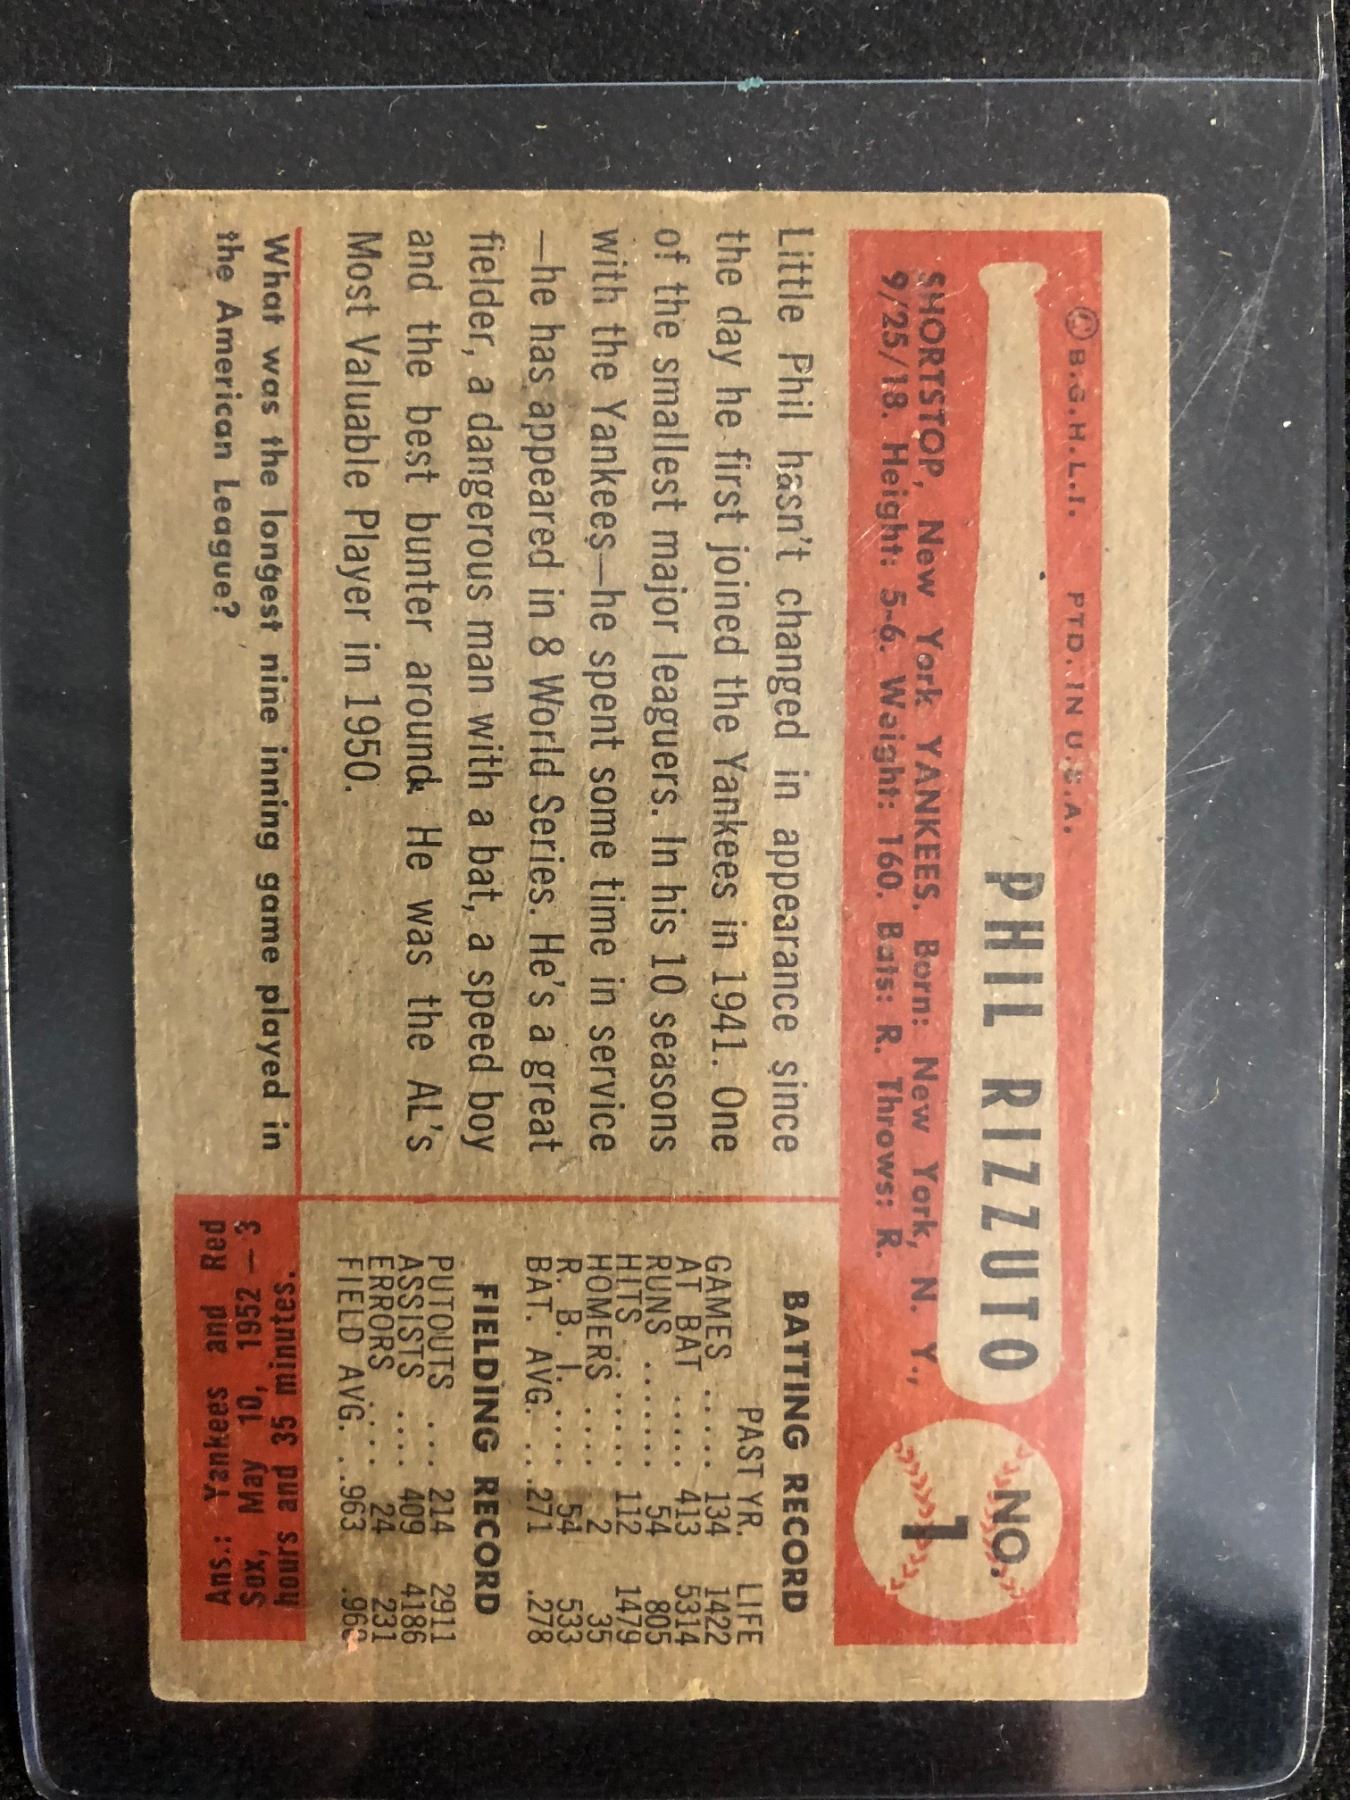 © B.G.H.L.I. PTD. IN U.S.A.
PHIL RIZZUTO
NO.
1
SHORTSTOP, New York YANKEES. Born: New York, N. Y.,
9/25/18. Height: 5-6. Weight: 160. Bats: R. Throws: R.
Little Phil hasn't changed in appearance since
the day he first joined the Yankees in 1941. One
of the smallest major leaguers. In his 10 seasons
with the Yankees—he spent some time in service
—he has appeared in 8 World Series. He's a great
fielder, a dangerous man with a bat, a speed boy
and the best bunter around. He was the AL's
Most Valuable Player in 1950.
BATTING RECORD
PAST YR. LIFE
GAMES ..... 134 1422
AT BAT ..... 413 5314
RUNS ....... 54 805
HITS ....... 112 1479
HOMERS .... 2 35
R. B. I. .... 54 533
BAT. AVG. ... .271 .278
FIELDING RECORD
PUTOUTS ... 214 2911
ASSISTS .... 409 4186
ERRORS .... 24 231
FIELD AVG. .. .963
What was the longest nine inning game played in
the American League?
Ans.: Yankees and Red
Sox, May 10, 1952 — 3
hours and 35 minutes.